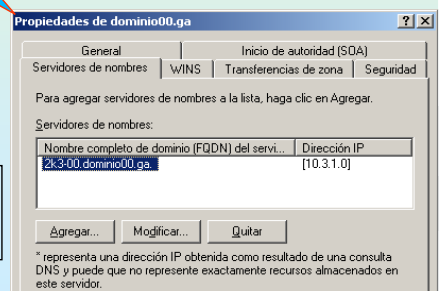 Propiedades de dominio00.ga
General Inicio de autoridad (SOA)
Servidores de nombres WINS Transferencias de zona Seguridad
Para agregar servidores de nombres a la lista, haga clic en Agregar.
Servidores de nombres:
Nombre completo de dominio (FQDN) del servi... Dirección IP
2k3-00.dominio00.ga. [10.3.1.0]
Agregar... Modificar... Quitar
* representa una dirección IP obtenida como resultado de una consulta
DNS y puede que no represente exactamente recursos almacenados en
este servidor.